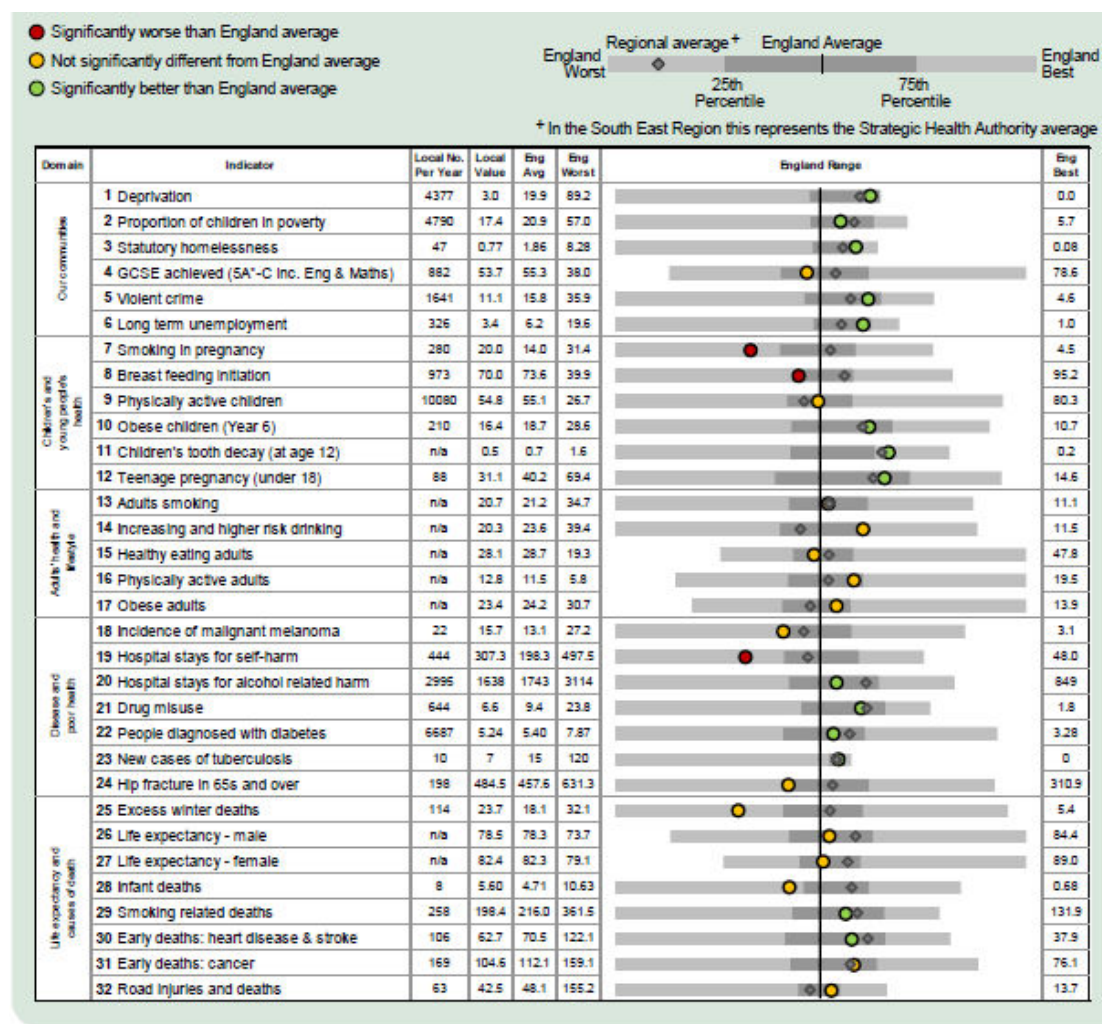 Significantly worse than England average
Not significantly different from England average
Significantly better than England average
Regional average + England Average
England Worst
England Best
25th Percentile
75th Percentile
+ In the South East Region this represents the Strategic Health Authority average
Domain Indicator Local No. Per Year Local Value Eng Avg Eng Worst England Range Eng Best
Our communities
1 Deprivation 4377 3.0 19.9 89.2 0.0
2 Proportion of children in poverty 4790 17.4 20.9 57.0 5.7
3 Statutory homelessness 47 0.77 1.86 8.28 0.08
4 GCSE achieved (5A*-C inc. Eng & Maths) 882 53.7 55.3 38.0 78.6
5 Violent crime 1641 11.1 15.8 35.9 4.6
6 Long term unemployment 326 3.4 6.2 19.6 1.0
Children's and young people's health
7 Smoking in pregnancy 280 20.0 14.0 31.4 4.5
8 Breast feeding initiation 973 70.0 73.6 39.9 95.2
9 Physically active children 10080 54.8 55.1 26.7 80.3
10 Obese children (Year 6) 210 16.4 18.7 28.6 10.7
11 Children's tooth decay (at age 12) n/a 0.5 0.7 1.6 0.2
12 Teenage pregnancy (under 18) 88 31.1 40.2 69.4 14.6
Adults' health and lifestyle
13 Adults smoking n/a 20.7 21.2 34.7 11.1
14 Increasing and higher risk drinking n/a 20.3 23.6 39.4 11.5
15 Healthy eating adults n/a 28.1 28.7 19.3 47.8
16 Physically active adults n/a 12.8 11.5 5.8 19.5
17 Obese adults n/a 23.4 24.2 30.7 13.9
Disease and poor health
18 Incidence of malignant melanoma 22 15.7 13.1 27.2 3.1
19 Hospital stays for self-harm 444 307.3 198.3 497.5 48.0
20 Hospital stays for alcohol related harm 2995 1638 1743 3114 849
21 Drug misuse 644 6.6 9.4 23.8 1.8
22 People diagnosed with diabetes 6687 5.24 5.40 7.87 3.28
23 New cases of tuberculosis 10 7 15 120 0
24 Hip fracture in 65s and over 198 484.5 457.6 631.3 310.9
Life expectancy and causes of death
25 Excess winter deaths 114 23.7 18.1 32.1 5.4
26 Life expectancy - male n/a 78.5 78.3 73.7 84.4
27 Life expectancy - female n/a 82.4 82.3 79.1 89.0
28 Infant deaths 8 5.60 4.71 10.63 0.68
29 Smoking related deaths 258 198.4 216.0 361.5 131.9
30 Early deaths: heart disease & stroke 106 62.7 70.5 122.1 37.9
31 Early deaths: cancer 169 104.6 112.1 159.1 76.1
32 Road injuries and deaths 63 42.5 48.1 155.2 13.7